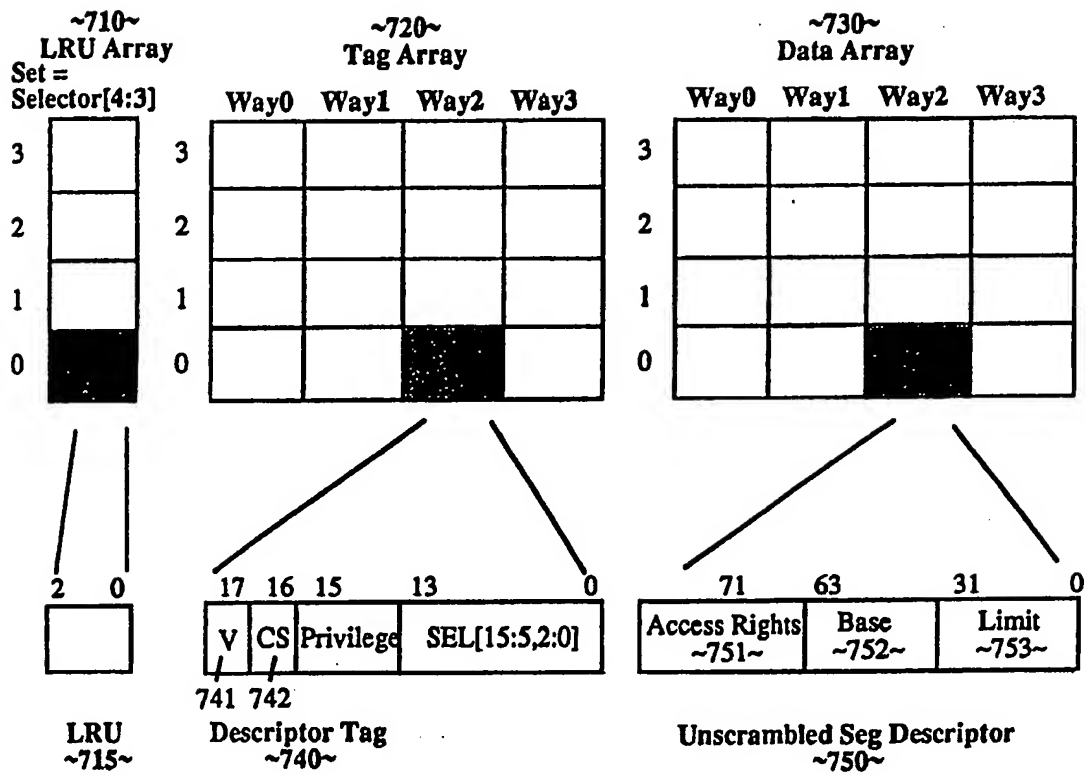 ~710~
LRU Array
Set =
Selector[4:3]
3
2
1
0
~720~
Tag Array
Way0 Way1 Way2 Way3
3
2
1
0
~730~
Data Array
Way0 Way1 Way2 Way3
3
2
1
0
2 0
LRU
~715~
17 16 15 13 0
V CS Privilege SEL[15:5,2:0]
741 742
Descriptor Tag
~740~
71 63 31 0
Access Rights Base Limit
~751~ ~752~ ~753~
Unscrambled Seg Descriptor
~750~